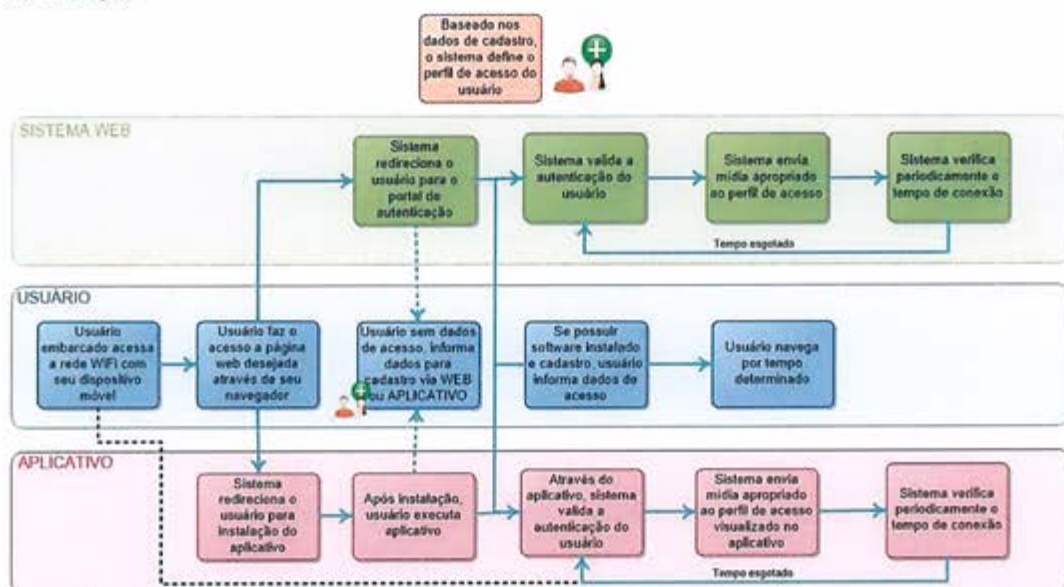 Baseado nos
dados de cadastro,
o sistema define o
perfil de acesso do
usuário
SISTEMA WEB
Sistema
redireciona o
usuário para o
portal de
autenticação
Sistema valida a
autenticação do
usuário
Sistema envia
mídia apropriado
ao perfil de acesso
Sistema verifica
periodicamente o
tempo de conexão
Tempo esgotado
USUÁRIO
Usuário
embarcado acessa
a rede WiFi com
seu dispositivo
móvel
Usuário faz o
acesso a página
web desejada
através de seu
navegador
Usuário sem dados
de acesso, informa
dados para
cadastro via WEB
ou APLICATIVO
Se possuir
software instalado
e cadastro, usuário
informa dados de
acesso
Usuário navega
por tempo
determinado
APLICATIVO
Sistema
redireciona o
usuário para
instalação do
aplicativo
Após instalação,
usuário executa
aplicativo
Através do
aplicativo, sistema
valida a
autenticação do
usuário
Sistema envia
mídia apropriado
ao perfil de acesso
visualizado no
aplicativo
Sistema verifica
periodicamente o
tempo de conexão
Tempo esgotado